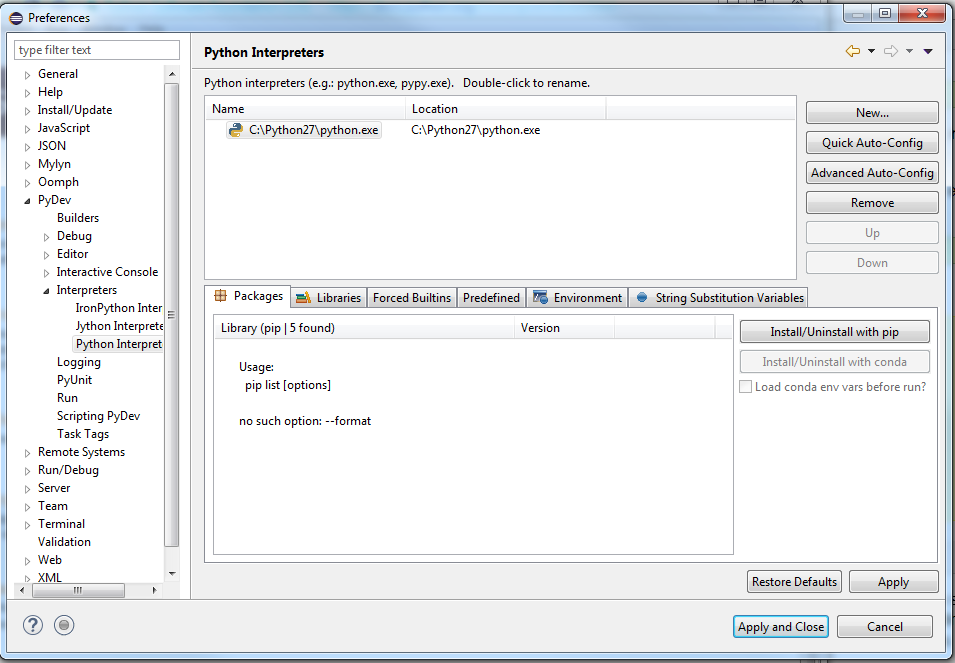 Preferences
type filter text
General
Help
Install/Update
JavaScript
JSON
Mylyn
Oomph
PyDev
Builders
Debug
Editor
Interactive Console
Interpreters
IronPython Inter
Jython Interprete
Python Interpret
Logging
PyUnit
Run
Scripting PyDev
Task Tags
Remote Systems
Run/Debug
Server
Team
Terminal
Validation
Web
XML
Python Interpreters
Python interpreters (e.g.: python.exe, pypy.exe).   Double-click to rename.
Name Location
C:\Python27\python.exe C:\Python27\python.exe
New...
Quick Auto-Config
Advanced Auto-Config
Remove
Up
Down
Packages Libraries Forced Builtins Predefined Environment String Substitution Variables
Library (pip | 5 found) Version
Usage:
pip list [options]
no such option: --format
Install/Uninstall with pip
Install/Uninstall with conda
Load conda env vars before run?
Restore Defaults Apply
? Apply and Close Cancel